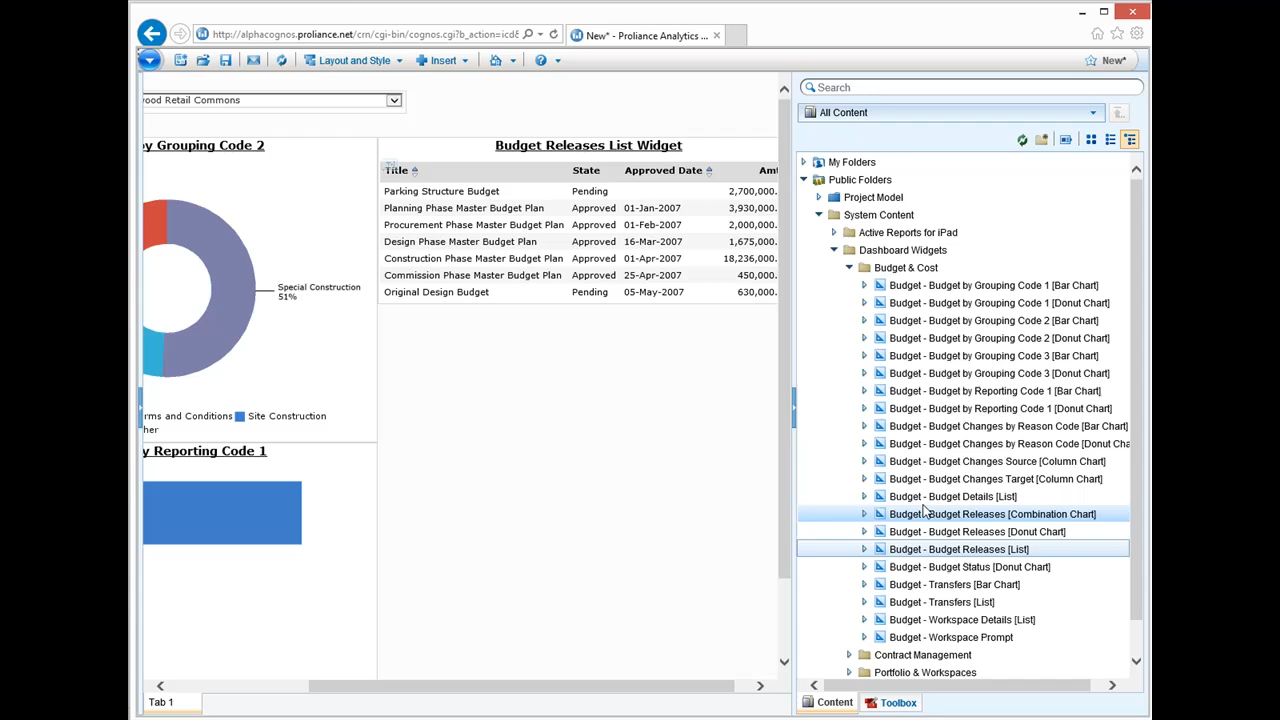 http://alphacognos.proliance.net/crn/cgi-bin/cognos.cgi?b_action=icd
New* - Proliance Analytics ...
Layout and Style
Insert
New*
ood Retail Commons
y Grouping Code 2
Special Construction
51%
rms and Conditions
Site Construction
her
y Reporting Code 1
Budget Releases List Widget
Title State Approved Date Am
Parking Structure Budget Pending 2,700,000.
Planning Phase Master Budget Plan Approved 01-Jan-2007 3,930,000.
Procurement Phase Master Budget Plan Approved 01-Feb-2007 2,000,000.
Design Phase Master Budget Plan Approved 16-Mar-2007 1,675,000.
Construction Phase Master Budget Plan Approved 01-Apr-2007 18,236,000.
Commission Phase Master Budget Plan Approved 25-Apr-2007 450,000.
Original Design Budget Pending 05-May-2007 630,000.
Tab 1
Search
All Content
My Folders
Public Folders
Project Model
System Content
Active Reports for iPad
Dashboard Widgets
Budget & Cost
Budget - Budget by Grouping Code 1 [Bar Chart]
Budget - Budget by Grouping Code 1 [Donut Chart]
Budget - Budget by Grouping Code 2 [Bar Chart]
Budget - Budget by Grouping Code 2 [Donut Chart]
Budget - Budget by Grouping Code 3 [Bar Chart]
Budget - Budget by Grouping Code 3 [Donut Chart]
Budget - Budget by Reporting Code 1 [Bar Chart]
Budget - Budget by Reporting Code 1 [Donut Chart]
Budget - Budget Changes by Reason Code [Bar Chart]
Budget - Budget Changes by Reason Code [Donut Cha
Budget - Budget Changes Source [Column Chart]
Budget - Budget Changes Target [Column Chart]
Budget - Budget Details [List]
Budget - Budget Releases [Combination Chart]
Budget - Budget Releases [Donut Chart]
Budget - Budget Releases [List]
Budget - Budget Status [Donut Chart]
Budget - Transfers [Bar Chart]
Budget - Transfers [List]
Budget - Workspace Details [List]
Budget - Workspace Prompt
Contract Management
Portfolio & Workspaces
Content
Toolbox